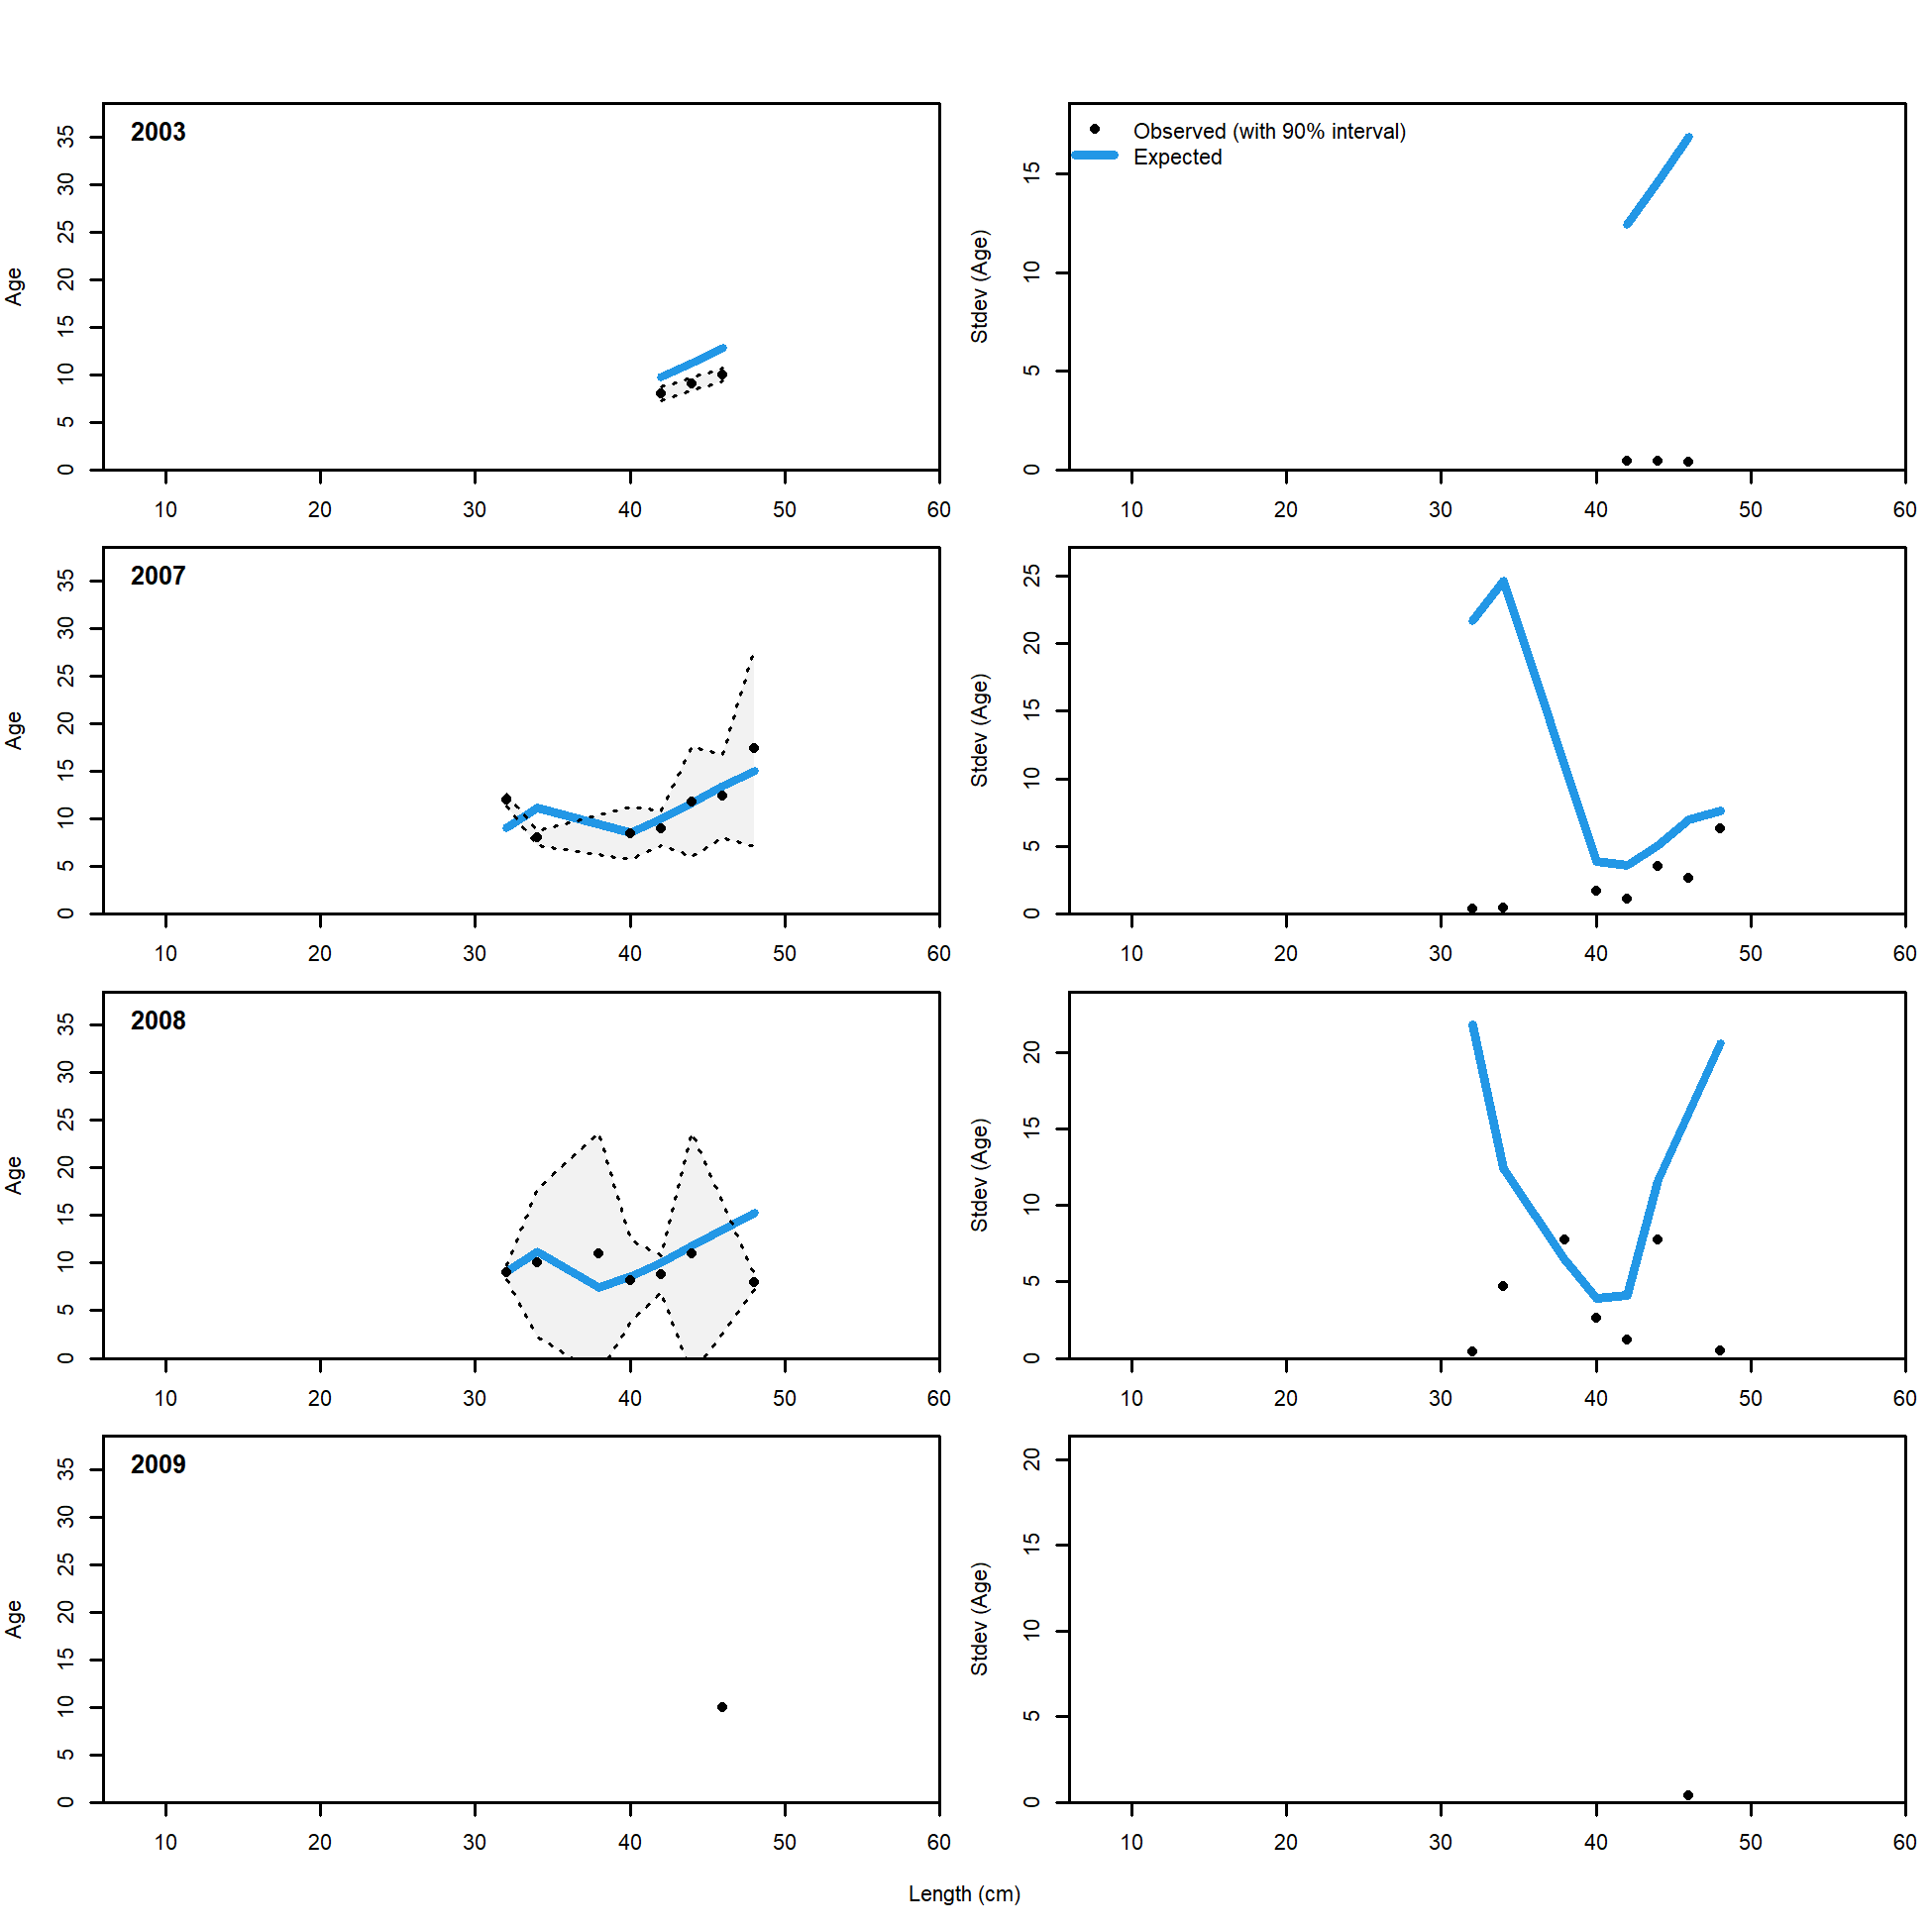 2003
Age
0 5 10 15 20 25 30 35
10 20 30 40 50 60
Observed (with 90% interval)
Expected
Stdev (Age)
0 5 10 15
10 20 30 40 50 60
2007
Age
0 5 10 15 20 25 30 35
10 20 30 40 50 60
Stdev (Age)
0 5 10 15 20 25
10 20 30 40 50 60
2008
Age
0 5 10 15 20 25 30 35
10 20 30 40 50 60
Stdev (Age)
0 5 10 15 20
10 20 30 40 50 60
2009
Age
0 5 10 15 20 25 30 35
10 20 30 40 50 60
Stdev (Age)
0 5 10 15 20
10 20 30 40 50 60
Length (cm)